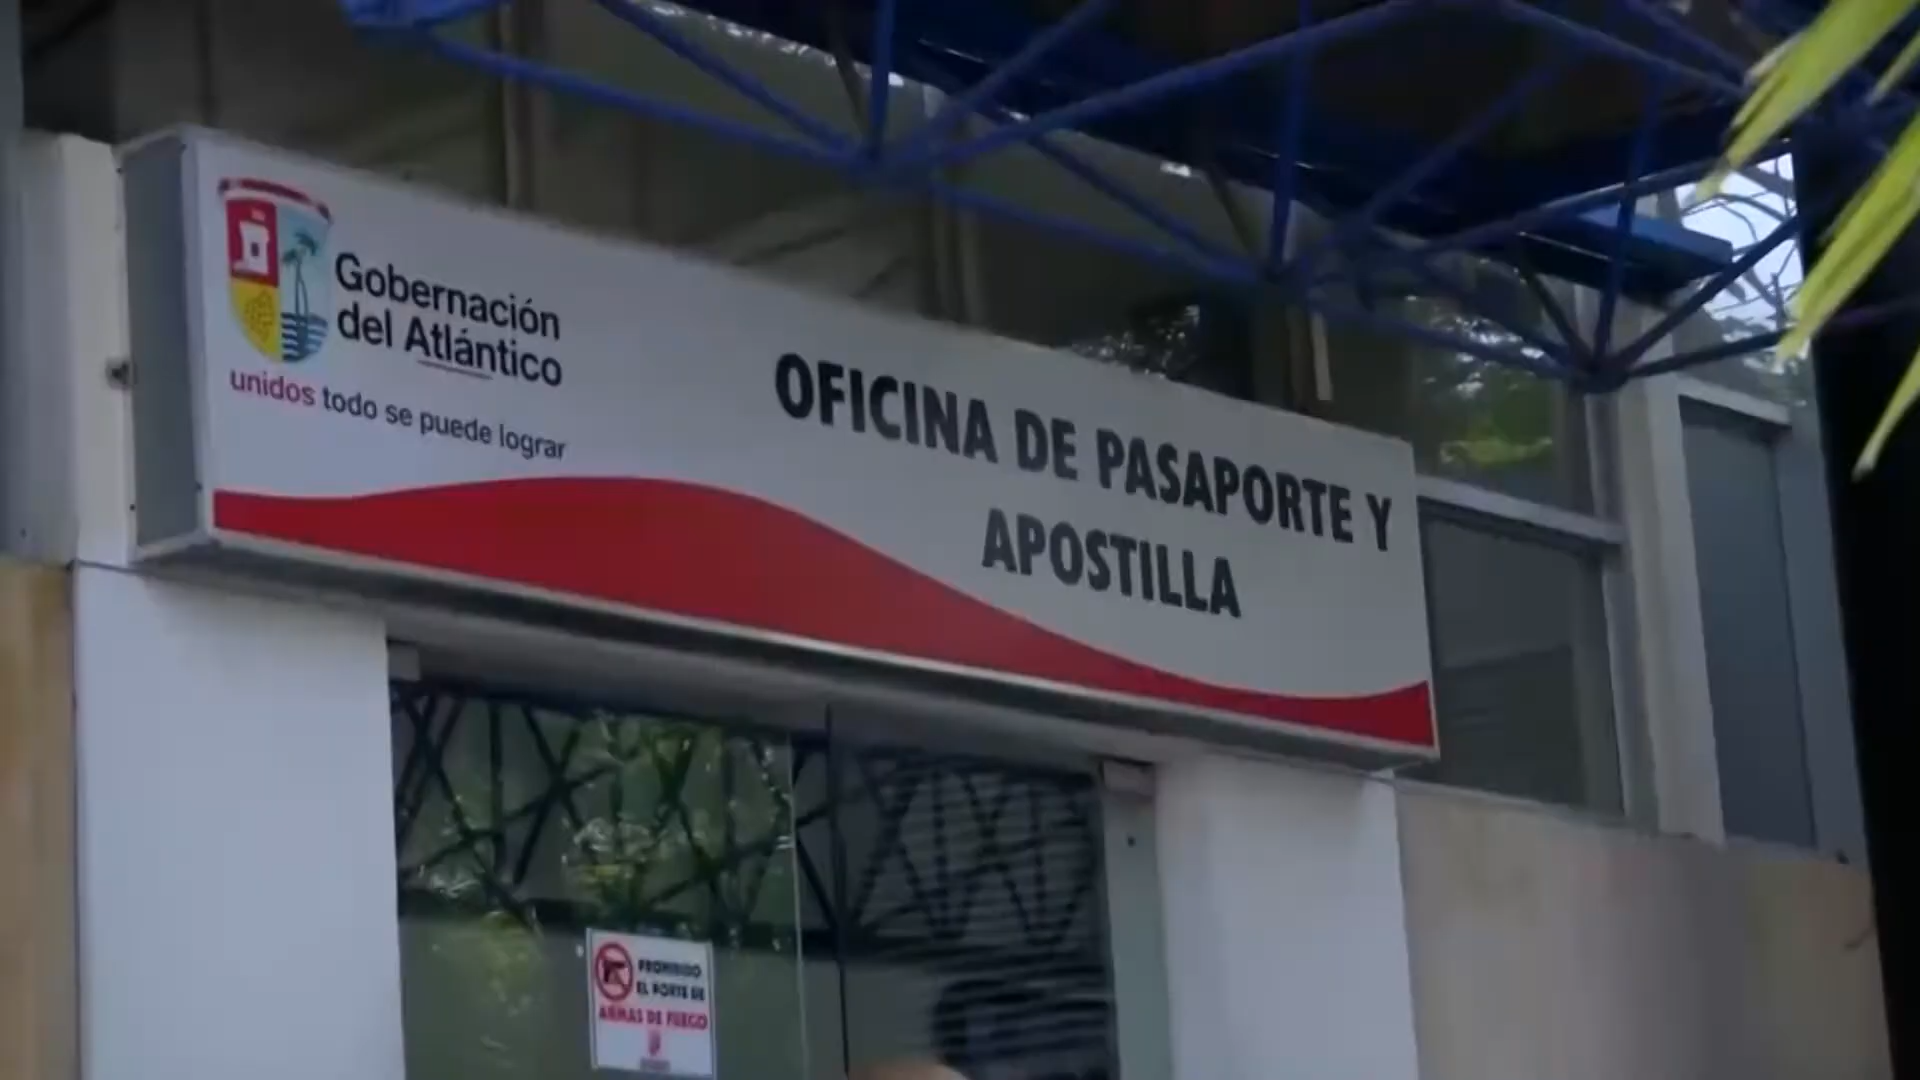 Gobernación
del Atlántico
unidos todo se puede lograr
OFICINA DE PASAPORTE Y
APOSTILLA
PROHIBIDO
EL PORTE DE
ARMAS DE FUEGO